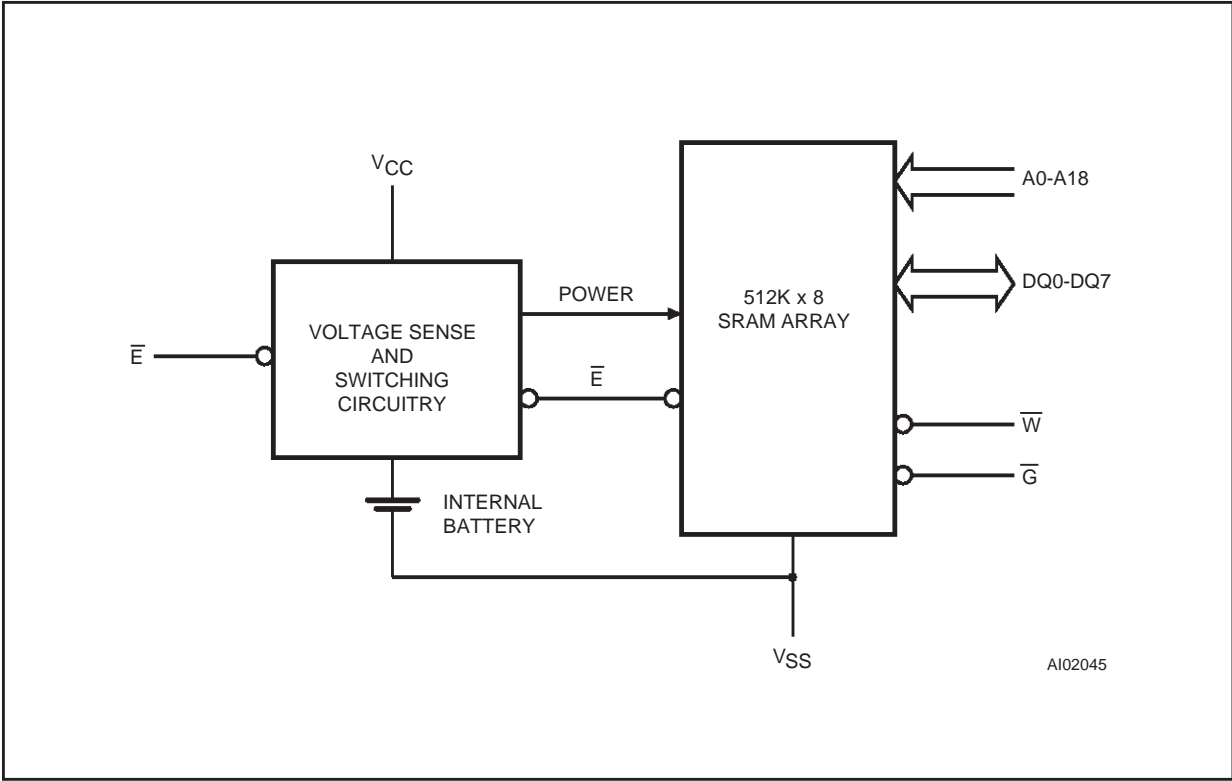 VCC
A0-A18
DQ0-DQ7
POWER
512K x 8
SRAM ARRAY
VOLTAGE SENSE
AND
SWITCHING
CIRCUITRY
E̅
E̅
W̅
G̅
INTERNAL
BATTERY
VSS
AI02045